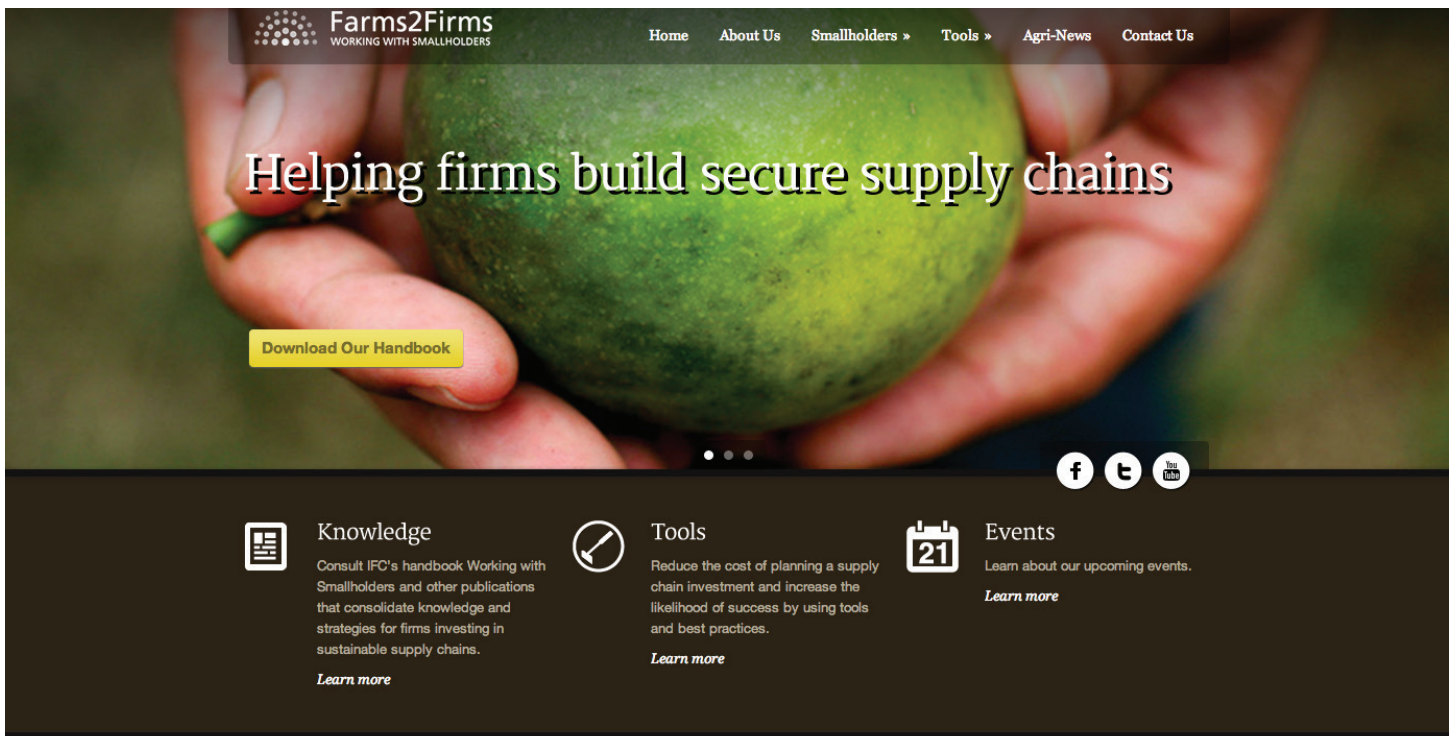 Farms2Firms
WORKING WITH SMALLHOLDERS
Home About Us Smallholders » Tools » Agri-News Contact Us
Helping firms build secure supply chains
Download Our Handbook
f t You
Tube
Knowledge
Consult IFC's handbook Working with
Smallholders and other publications
that consolidate knowledge and
strategies for firms investing in
sustainable supply chains.
Learn more
Tools
Reduce the cost of planning a supply
chain investment and increase the
likelihood of success by using tools
and best practices.
Learn more
21
Events
Learn about our upcoming events.
Learn more